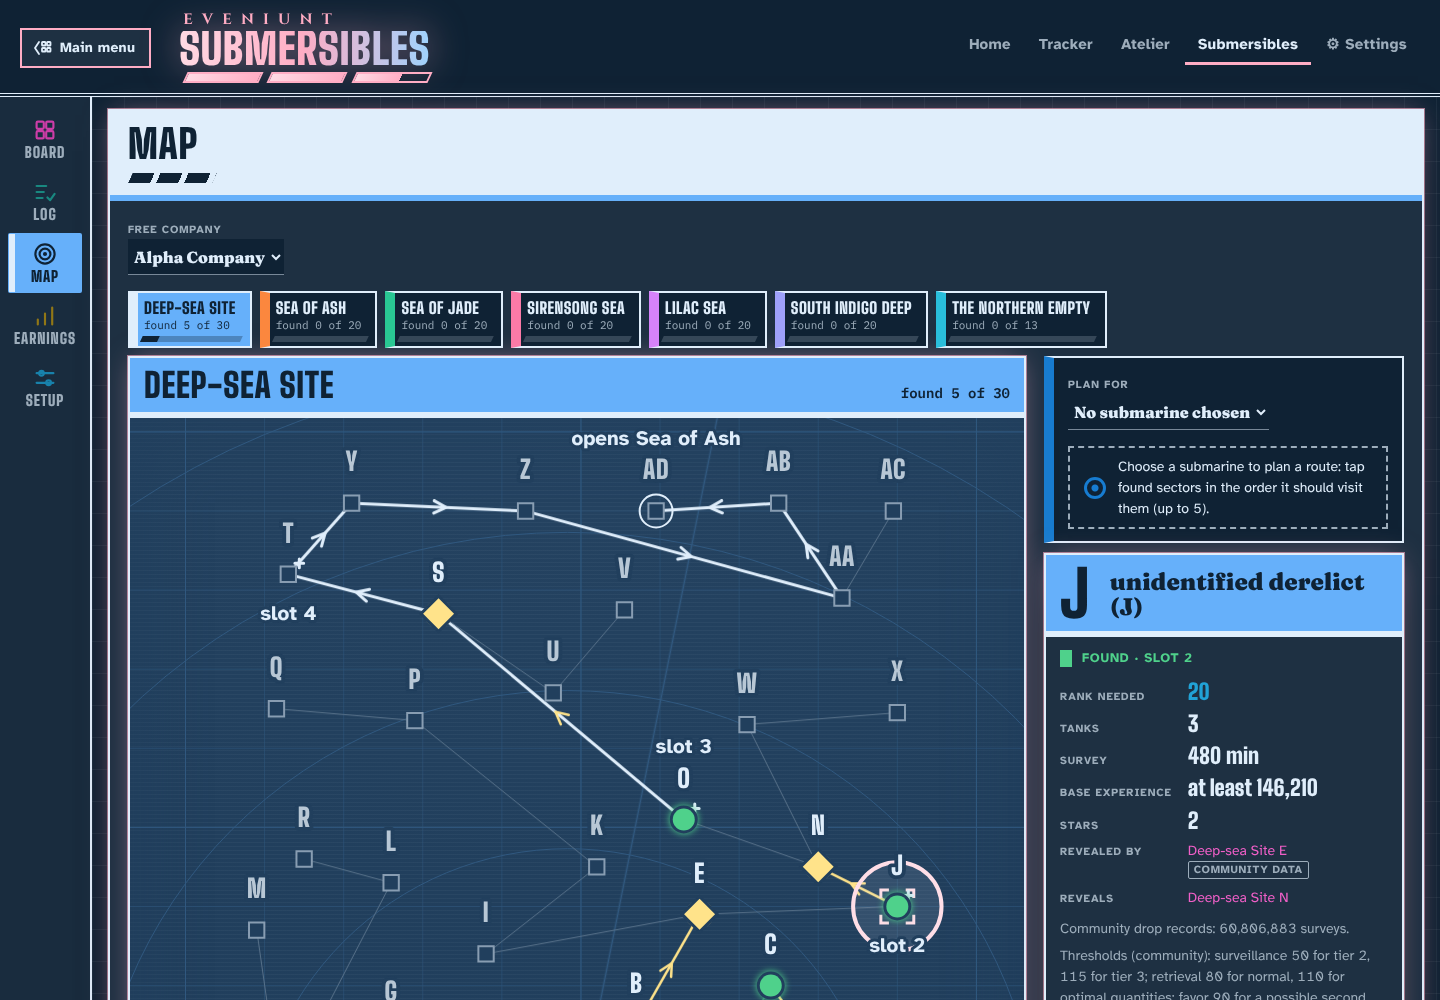 Main menu
EVENIUNT
SUBMERSIBLES
Home
Tracker
Atelier
Submersibles
Settings
BOARD
LOG
MAP
EARNINGS
SETUP
MAP
FREE COMPANY
Alpha Company
DEEP-SEA SITE
found 5 of 30
SEA OF ASH
found 0 of 20
SEA OF JADE
found 0 of 20
SIRENSONG SEA
found 0 of 20
LILAC SEA
found 0 of 20
SOUTH INDIGO DEEP
found 0 of 20
THE NORTHERN EMPTY
found 0 of 13
DEEP-SEA SITE
found 5 of 30
opens Sea of Ash
Y
Z
AD
AB
AC
T
S
V
AA
slot 4
Q
P
U
W
X
slot 3
O
R
L
K
N
M
E
J
I
slot 2
C
G
B
PLAN FOR
No submarine chosen
Choose a submarine to plan a route: tap
found sectors in the order it should visit
them (up to 5).
J
unidentified derelict
(J)
FOUND · SLOT 2
RANK NEEDED
20
TANKS
3
SURVEY
480 min
BASE EXPERIENCE
at least 146,210
STARS
2
REVEALED BY
Deep-sea Site E
COMMUNITY DATA
REVEALS
Deep-sea Site N
Community drop records: 60,806,883 surveys.
Thresholds (community): surveillance 50 for tier 2,
115 for tier 3; retrieval 80 for normal, 110 for
optimal quantities; favor 90 for a possible second